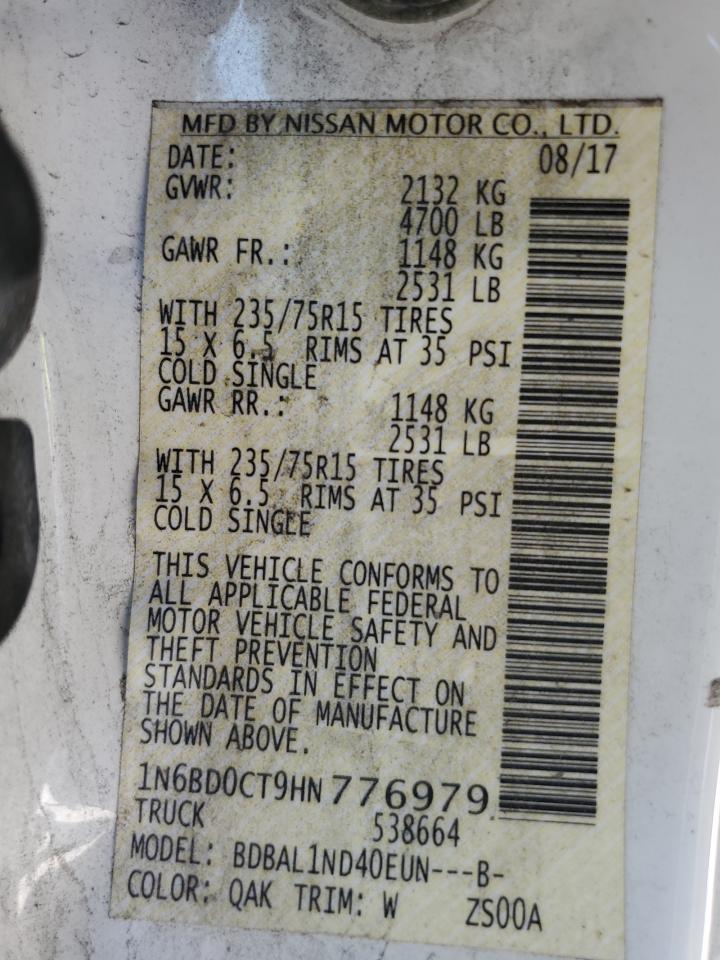 MFD BY NISSAN MOTOR CO., LTD.
DATE: 08/17
GVWR: 2132 KG
4700 LB
GAWR FR.: 1148 KG
2531 LB
WITH 235/75R15 TIRES
15 X 6.5 RIMS AT 35 PSI
COLD SINGLE
GAWR RR.: 1148 KG
2531 LB
WITH 235/75R15 TIRES
15 X 6.5 RIMS AT 35 PSI
COLD SINGLE
THIS VEHICLE CONFORMS TO
ALL APPLICABLE FEDERAL
MOTOR VEHICLE SAFETY AND
THEFT PREVENTION
STANDARDS IN EFFECT ON
THE DATE OF MANUFACTURE
SHOWN ABOVE.
1N6BD0CT9HN776979
TRUCK 538664
MODEL: BDBAL1ND40EUN---B-
COLOR: QAK TRIM: W ZS00A